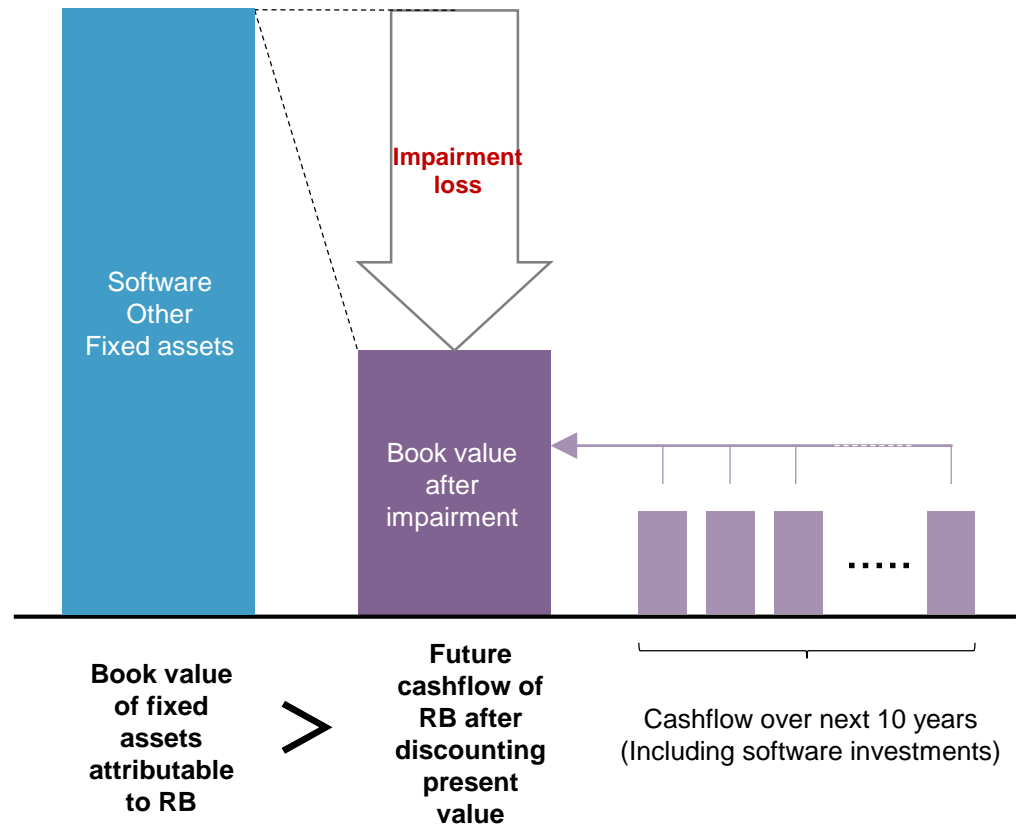 Impairment
loss
Software
Other
Fixed assets
Book value
after
impairment
.....
Book value
of fixed
assets
attributable
to RB
>
Future
cashflow of
RB after
discounting
present
value
Cashflow over next 10 years
(Including software investments)